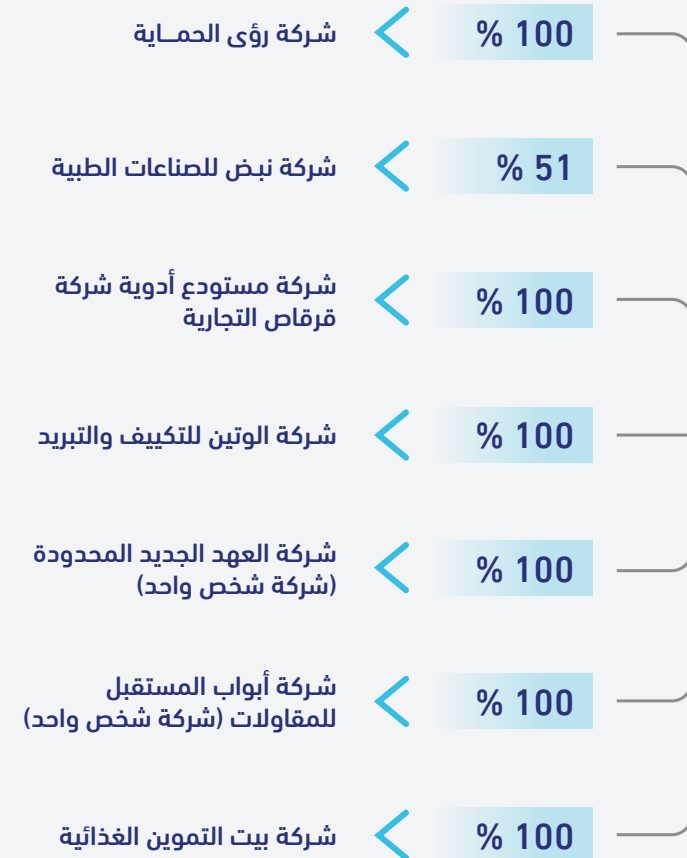 % 100
شركة رؤى الحمــاية
% 51
شركة نبض للصناعات الطبية
% 100
شركة مستودع أدوية شركة
قرقاص التجارية
% 100
شركة الوتين للتكييف والتبريد
% 100
شركة العهد الجديد المحدودة
(شركة شخص واحد)
% 100
شركة أبواب المستقبل
للمقاولات (شركة شخص واحد)
% 100
شركة بيت التموين الغذائية